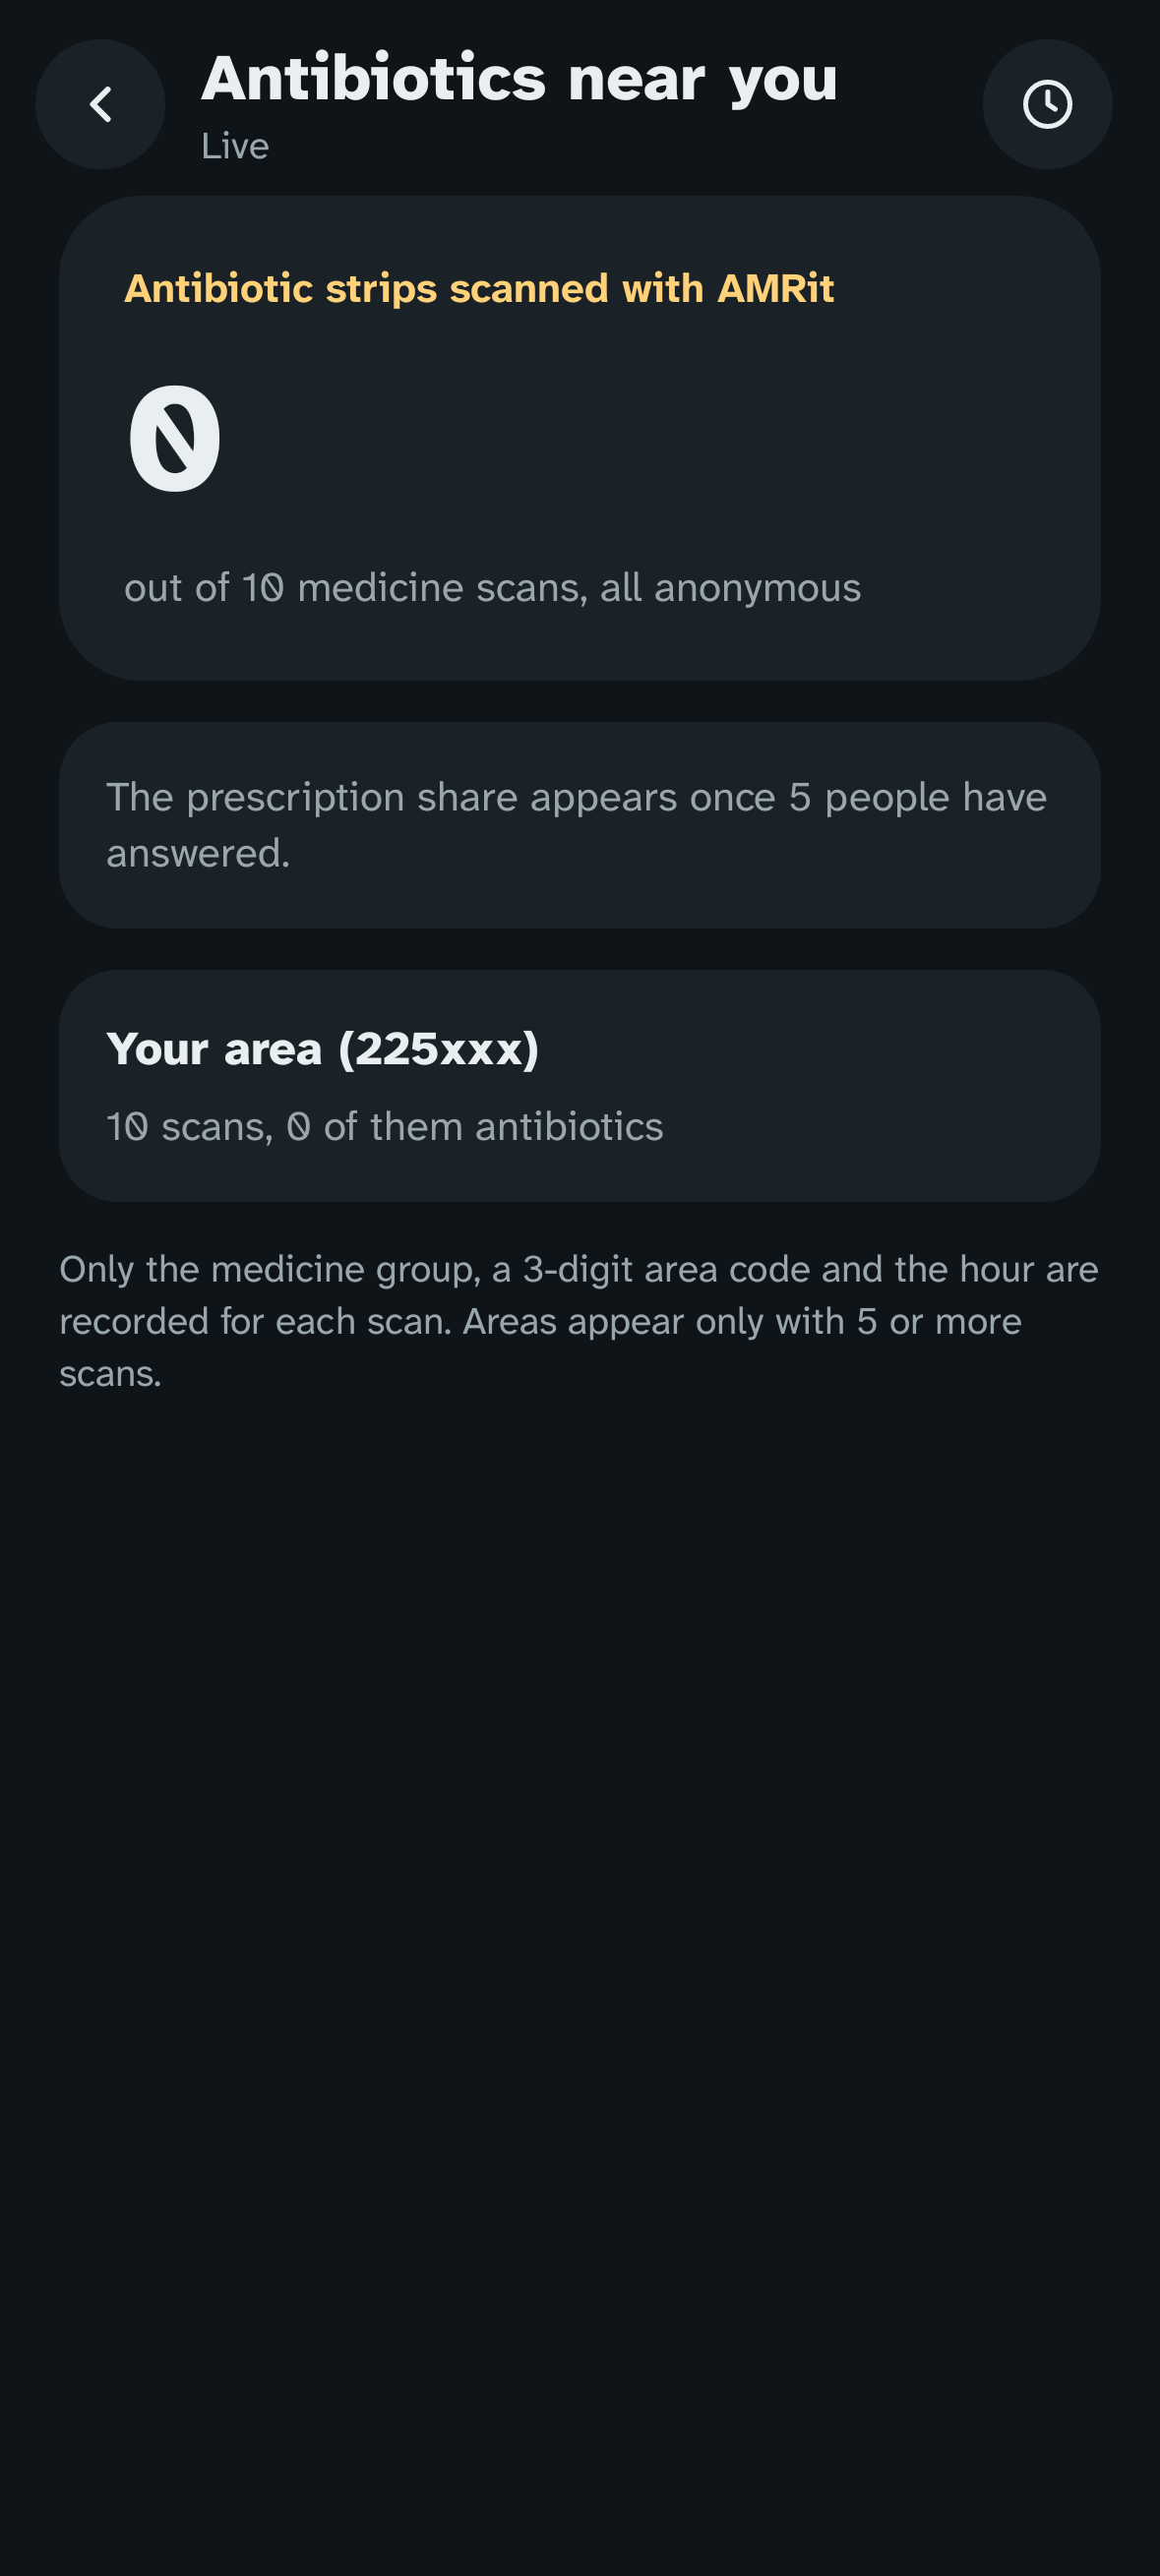 Antibiotics near you
Live
Antibiotic strips scanned with AMRit
0
out of 10 medicine scans, all anonymous
The prescription share appears once 5 people have
answered.
Your area (225xxx)
10 scans, 0 of them antibiotics
Only the medicine group, a 3-digit area code and the hour are
recorded for each scan. Areas appear only with 5 or more
scans.